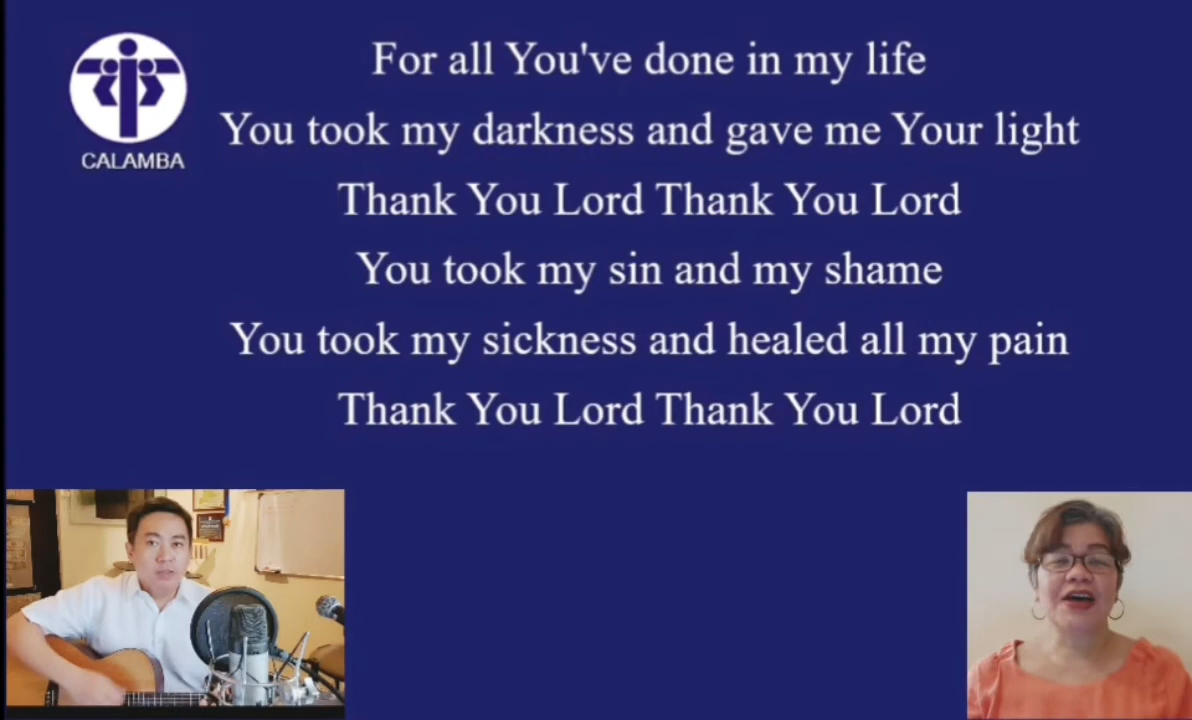 For all You've done in my life
You took my darkness and gave me Your light
CALAMBA
Thank You Lord Thank You Lord
You took my sin and my shame
You took my sickness and healed all my pain
Thank You Lord Thank You Lord